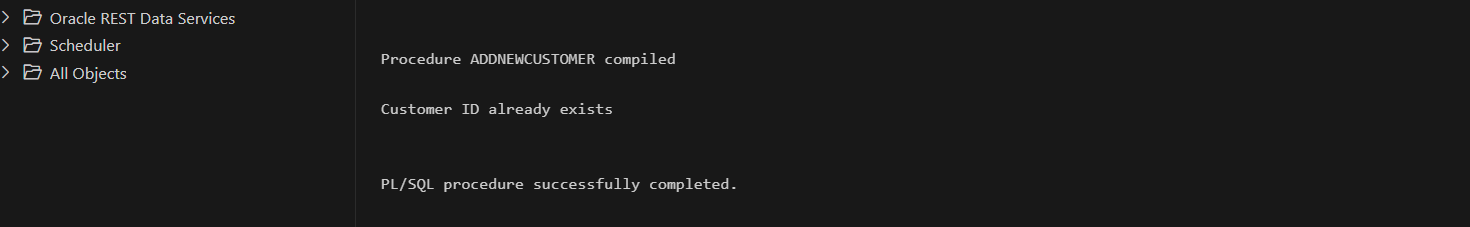 Oracle REST Data Services
Scheduler
All Objects
Procedure ADDNEWCUSTOMER compiled
Customer ID already exists
PL/SQL procedure successfully completed.